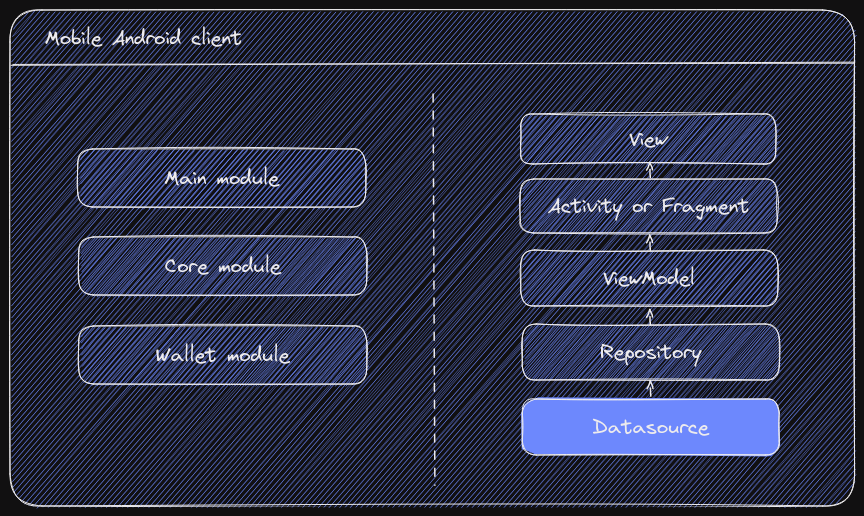 Mobile Android client
Main module
Core module
Wallet module
View
Activity or Fragment
ViewModel
Repository
Datasource